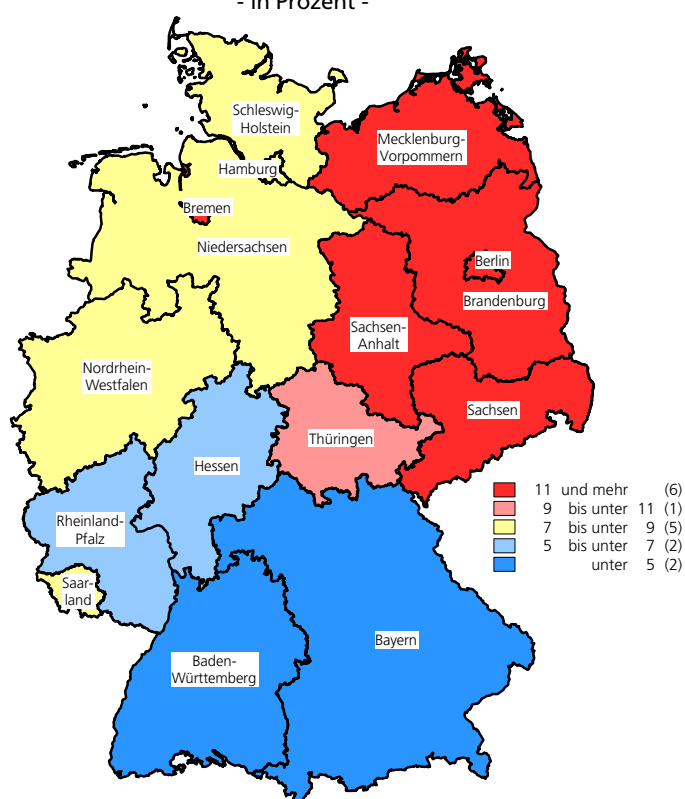 - in Prozent -
Schleswig-
Holstein
Mecklenburg-
Vorpommern
Hamburg
Bremen
Niedersachsen
Berlin
Brandenburg
Sachsen-
Anhalt
Nordrhein-
Westfalen
Sachsen
Thüringen
Hessen
Rheinland-
Pfalz
Saar-
land
Bayern
Baden-
Württemberg
11 und mehr (6)
9 bis unter 11 (1)
7 bis unter 9 (5)
5 bis unter 7 (2)
unter 5 (2)